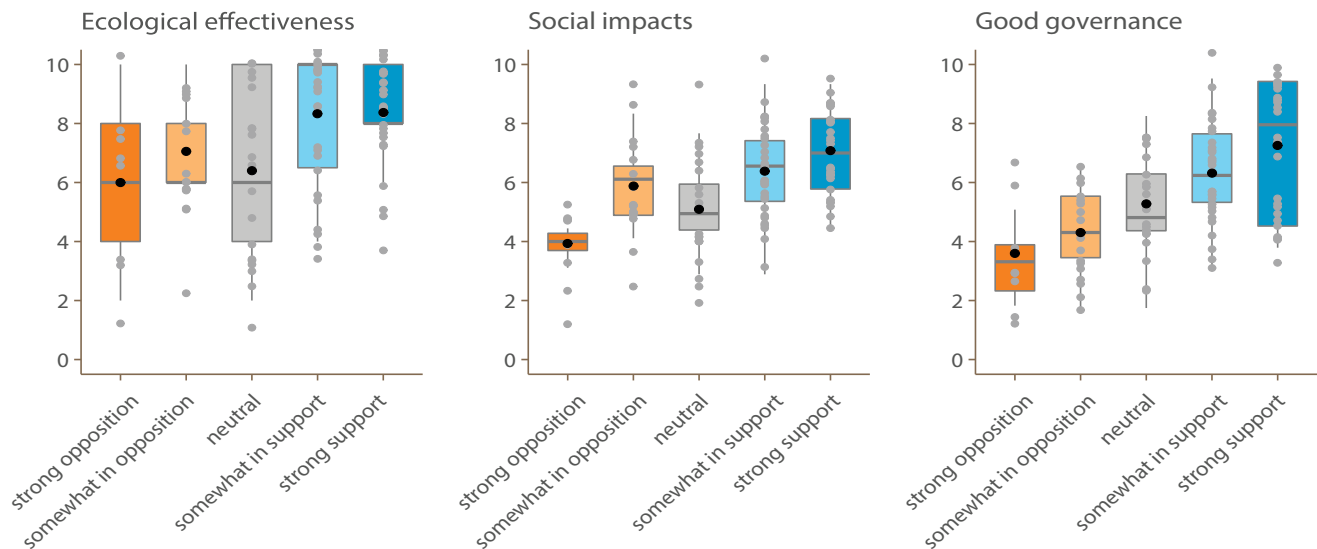 Ecological effectiveness
10
8
6
4
2
0
strong opposition
somewhat in opposition
neutral
somewhat in support
strong support
Social impacts
10
8
6
4
2
0
strong opposition
somewhat in opposition
neutral
somewhat in support
strong support
Good governance
10
8
6
4
2
0
strong opposition
somewhat in opposition
neutral
somewhat in support
strong support